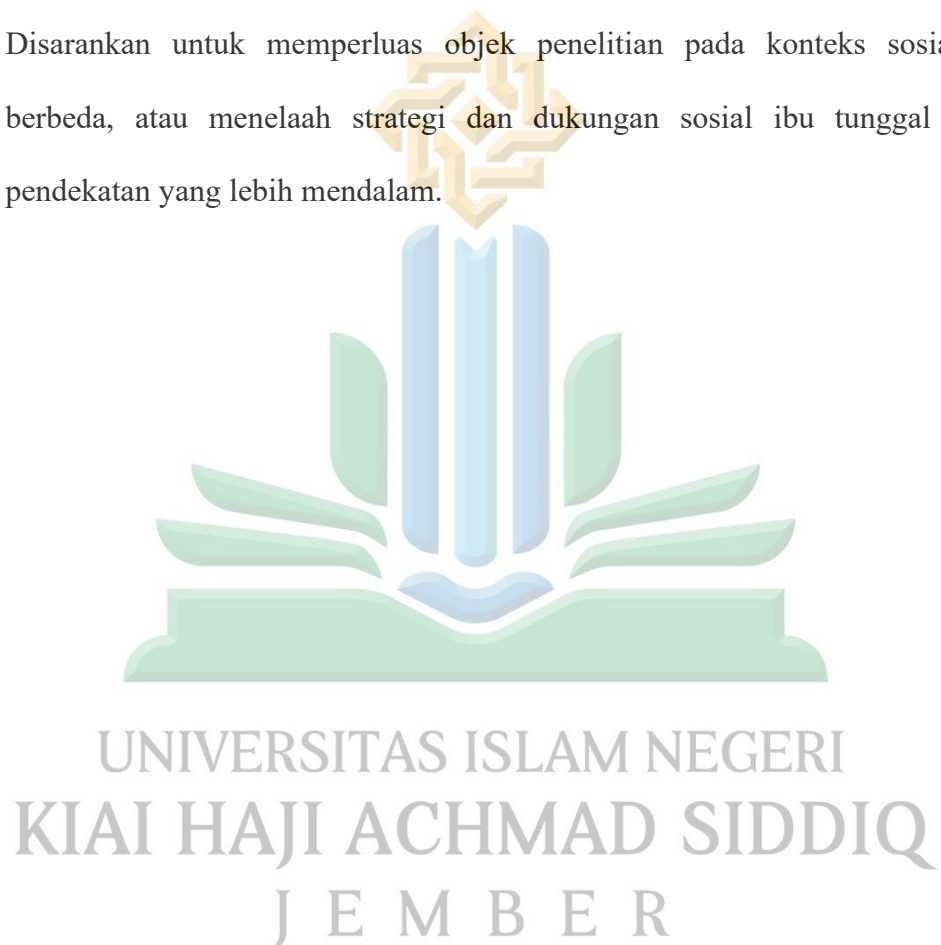 Disarankan untuk memperluas objek penelitian pada konteks
berbeda, atau menelaah strategi dan dukungan sosial ibu tunggal
pendekatan yang lebih mendalam.
UNIVERSITAS ISLAM NEGERI
KIAI HAJI ACHMAD SIDDIQ
JEMBER